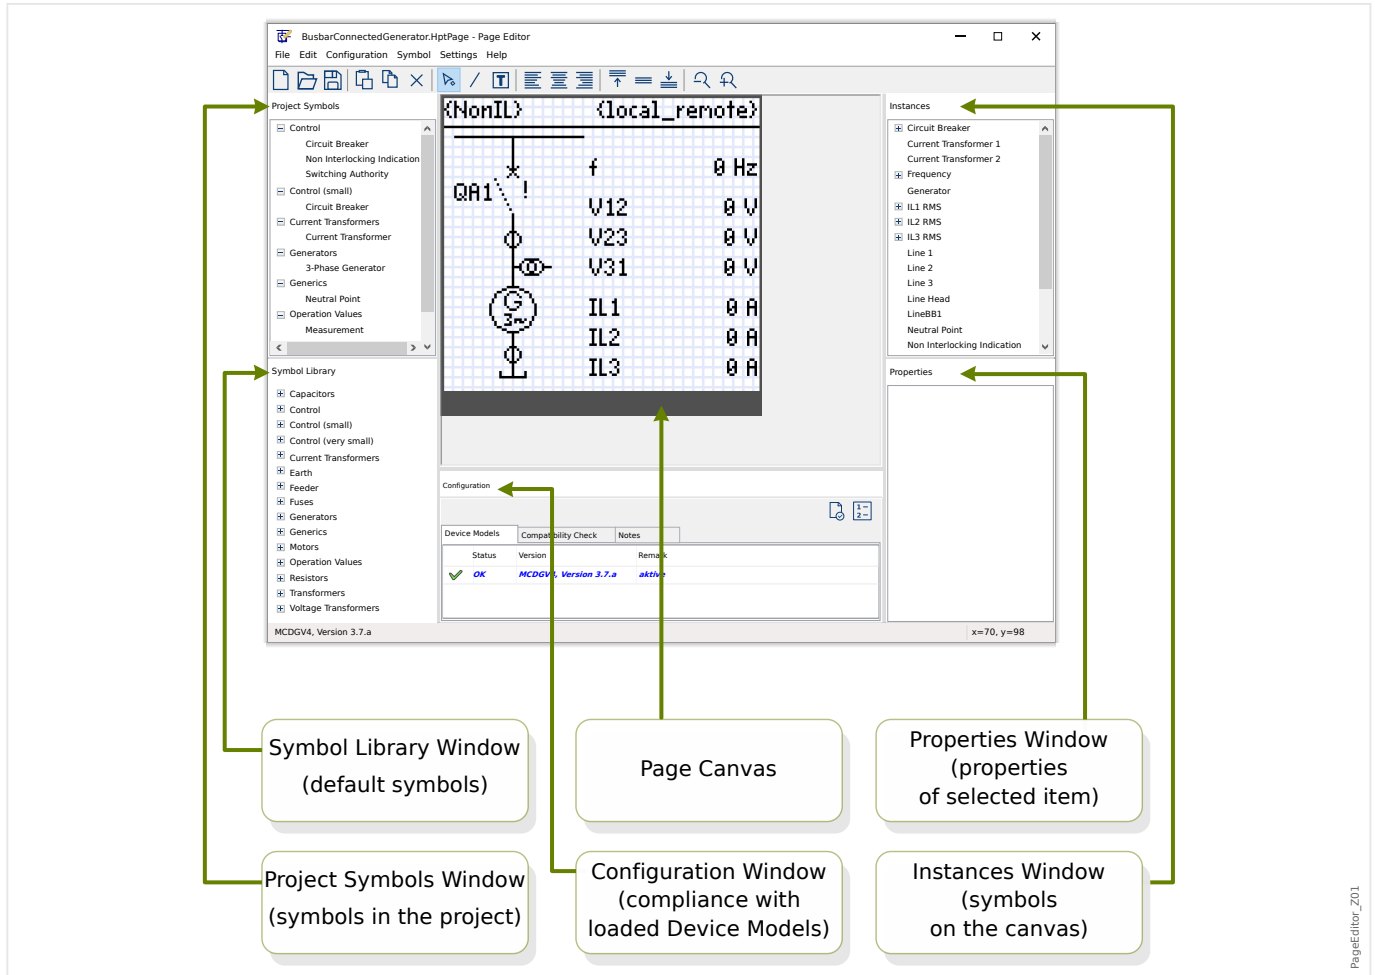 BusbarConnectedGenerator.HptPage - Page Editor
File Edit Configuration Symbol Settings Help
Project Symbols
Control
Circuit Breaker
Non Interlocking Indication
Switching Authority
Control (small)
Circuit Breaker
Current Transformers
Current Transformer
Generators
3-Phase Generator
Generics
Neutral Point
Operation Values
Measurement
Symbol Library
Capacitors
Control
Control (small)
Control (very small)
Current Transformers
Earth
Feeder
Fuses
Generators
Generics
Motors
Operation Values
Resistors
Transformers
Voltage Transformers
{NonIL} {local_remote}
f 0 Hz
QA1 !
V12 0 V
V23 0 V
V31 0 V
G
3~
IL1 0 A
IL2 0 A
IL3 0 A
Configuration
1
2
Device Models Compatibility Check Notes
Status Version Remark
OK MCDGV4, Version 3.7.a aktive
Instances
Circuit Breaker
Current Transformer 1
Current Transformer 2
Frequency
Generator
IL1 RMS
IL2 RMS
IL3 RMS
Line 1
Line 2
Line 3
Line Head
LineBB1
Neutral Point
Non Interlocking Indication
Properties
MCDGV4, Version 3.7.a
x=70, y=98
Symbol Library Window
(default symbols)
Page Canvas
Properties Window
(properties
of selected item)
Project Symbols Window
(symbols in the project)
Configuration Window
(compliance with
loaded Device Models)
Instances Window
(symbols
on the canvas)
PageEditor_Z01